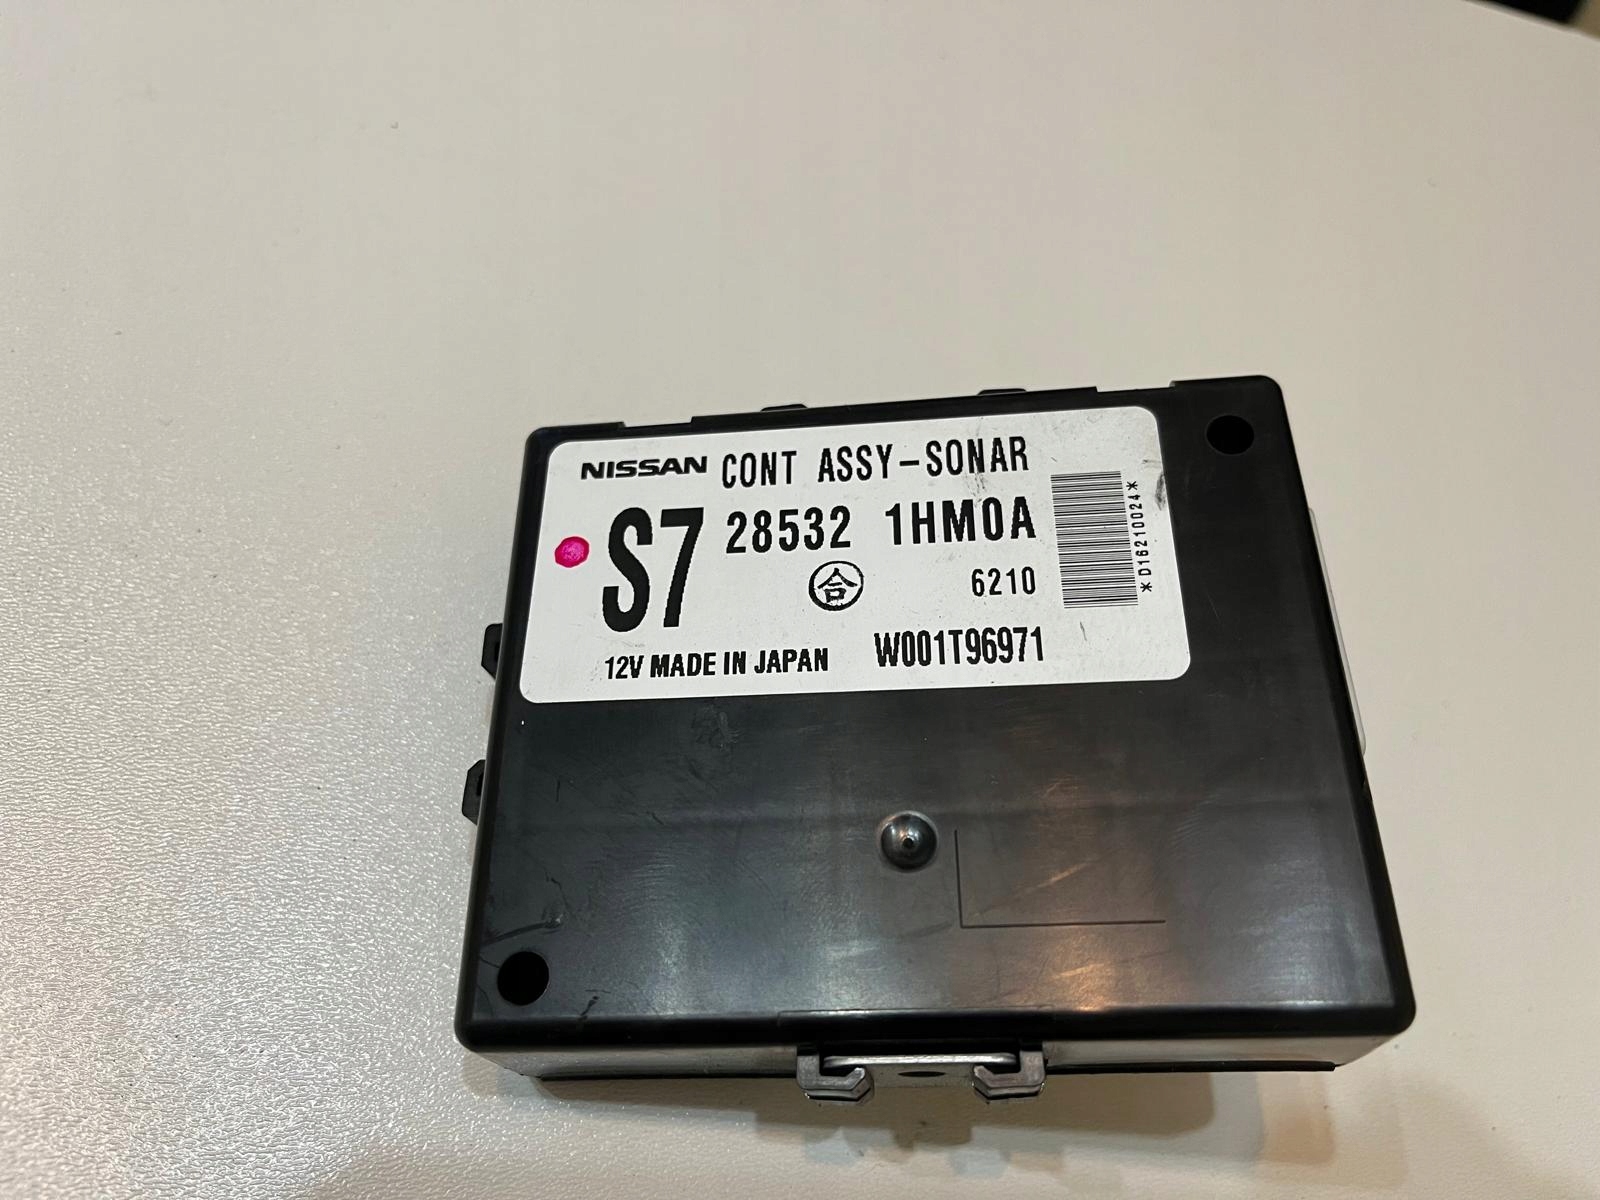 NISSAN CONT ASSY-SONAR
S7 28532 1HM0A
合 6210
12V MADE IN JAPAN W001T96971
*D16210024*